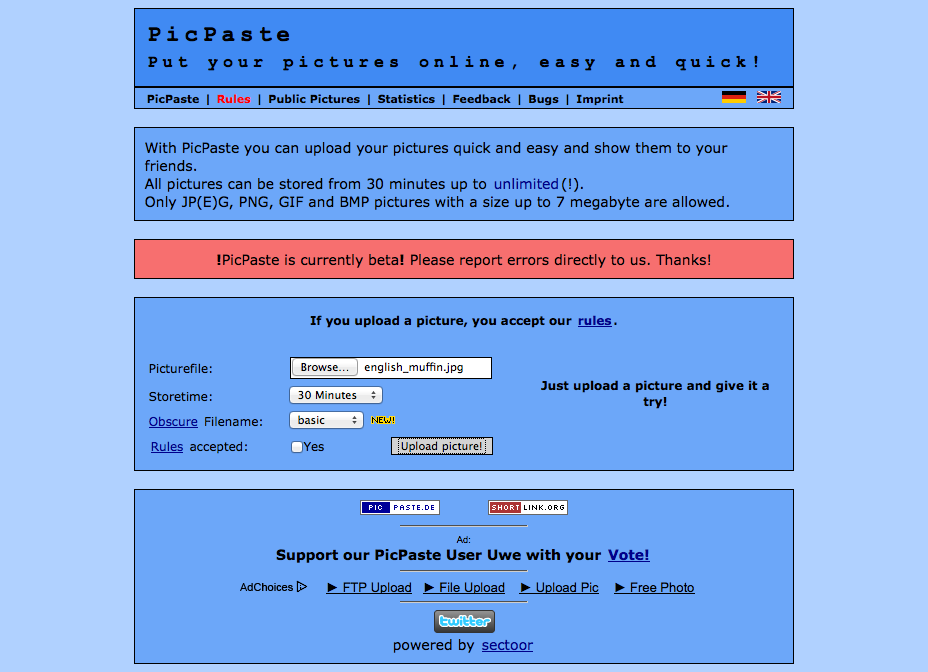 PicPaste
Put your pictures online, easy and quick!
PicPaste | Rules | Public Pictures | Statistics | Feedback | Bugs | Imprint
With PicPaste you can upload your pictures quick and easy and show them to your
friends.
All pictures can be stored from 30 minutes up to unlimited(!).
Only JP(E)G, PNG, GIF and BMP pictures with a size up to 7 megabyte are allowed.
!PicPaste is currently beta! Please report errors directly to us. Thanks!
If you upload a picture, you accept our rules.
Picturefile: Browse... english_muffin.jpg
Storetime: 30 Minutes
Obscure Filename: basic NEW!
Rules accepted: Yes Upload picture!
Just upload a picture and give it a
try!
PIC PASTE.DE SHORT LINK.ORG
Ad:
Support our PicPaste User Uwe with your Vote!
AdChoices ► FTP Upload ► File Upload ► Upload Pic ► Free Photo
twitter
powered by sectoor